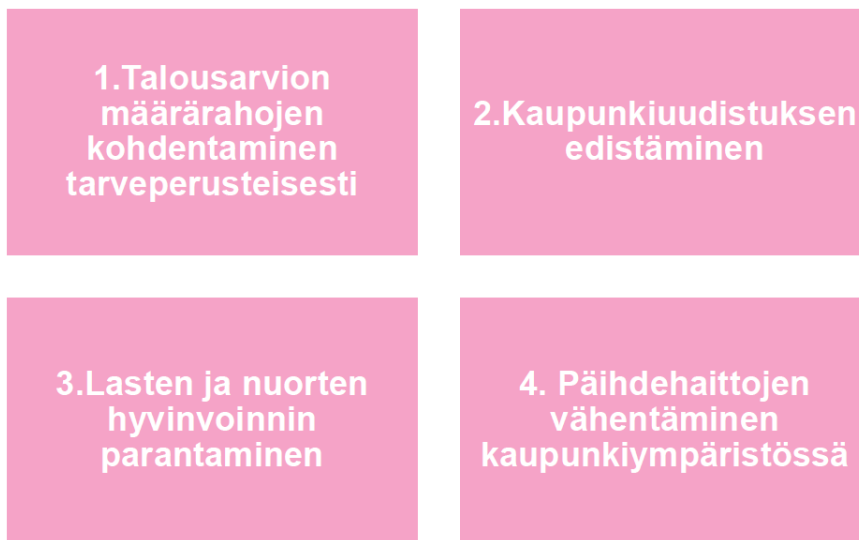 1.Talousarvion
määrärahojen
kohdentaminen
tarveperusteisesti
2.Kaupunkiuudistuksen
edistäminen
3.Lasten ja nuorten
hyvinvoinnin
parantaminen
4. Päihdehaittojen
vähentäminen
kaupunkiympäristössä